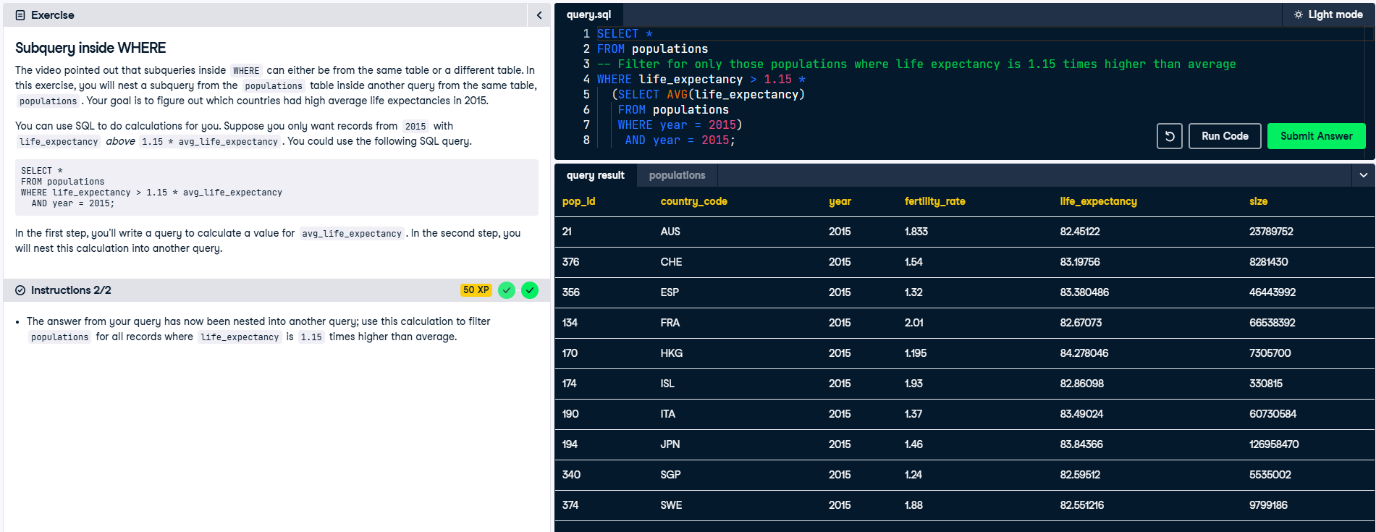 Exercise
Subquery inside WHERE
The video pointed out that subqueries inside WHERE can either be from the same table or a different table. In
this exercise, you will nest a subquery from the populations table inside another query from the same table,
populations . Your goal is to figure out which countries had high average life expectancies in 2015.
You can use SQL to do calculations for you. Suppose you only want records from 2015 with
life_expectancy above 1.15 * avg_life_expectancy . You could use the following SQL query.
SELECT *
FROM populations
WHERE life_expectancy > 1.15 * avg_life_expectancy
AND year = 2015;
In the first step, you'll write a query to calculate a value for avg_life_expectancy . In the second step, you
will nest this calculation into another query.
Instructions 2/2
50 XP
• The answer from your query has now been nested into another query; use this calculation to filter
populations for all records where life_expectancy is 1.15 times higher than average.
query.sql
Light mode
1 SELECT *
2 FROM populations
3 -- Filter for only those populations where life expectancy is 1.15 times higher than average
4 WHERE life_expectancy > 1.15 *
5 (SELECT AVG(life_expectancy)
6 FROM populations
7 WHERE year = 2015)
8 AND year = 2015;
Run Code
Submit Answer
query result populations
pop_id country_code year fertility_rate life_expectancy size
21 AUS 2015 1.833 82.45122 23789752
376 CHE 2015 1.54 83.19756 8281430
356 ESP 2015 1.32 83.380486 46443992
134 FRA 2015 2.01 82.67073 66538392
170 HKG 2015 1.195 84.278046 7305700
174 ISL 2015 1.93 82.86098 330815
190 ITA 2015 1.37 83.49024 60730584
194 JPN 2015 1.46 83.84366 126958470
340 SGP 2015 1.24 82.59512 5535002
374 SWE 2015 1.88 82.551216 9799186